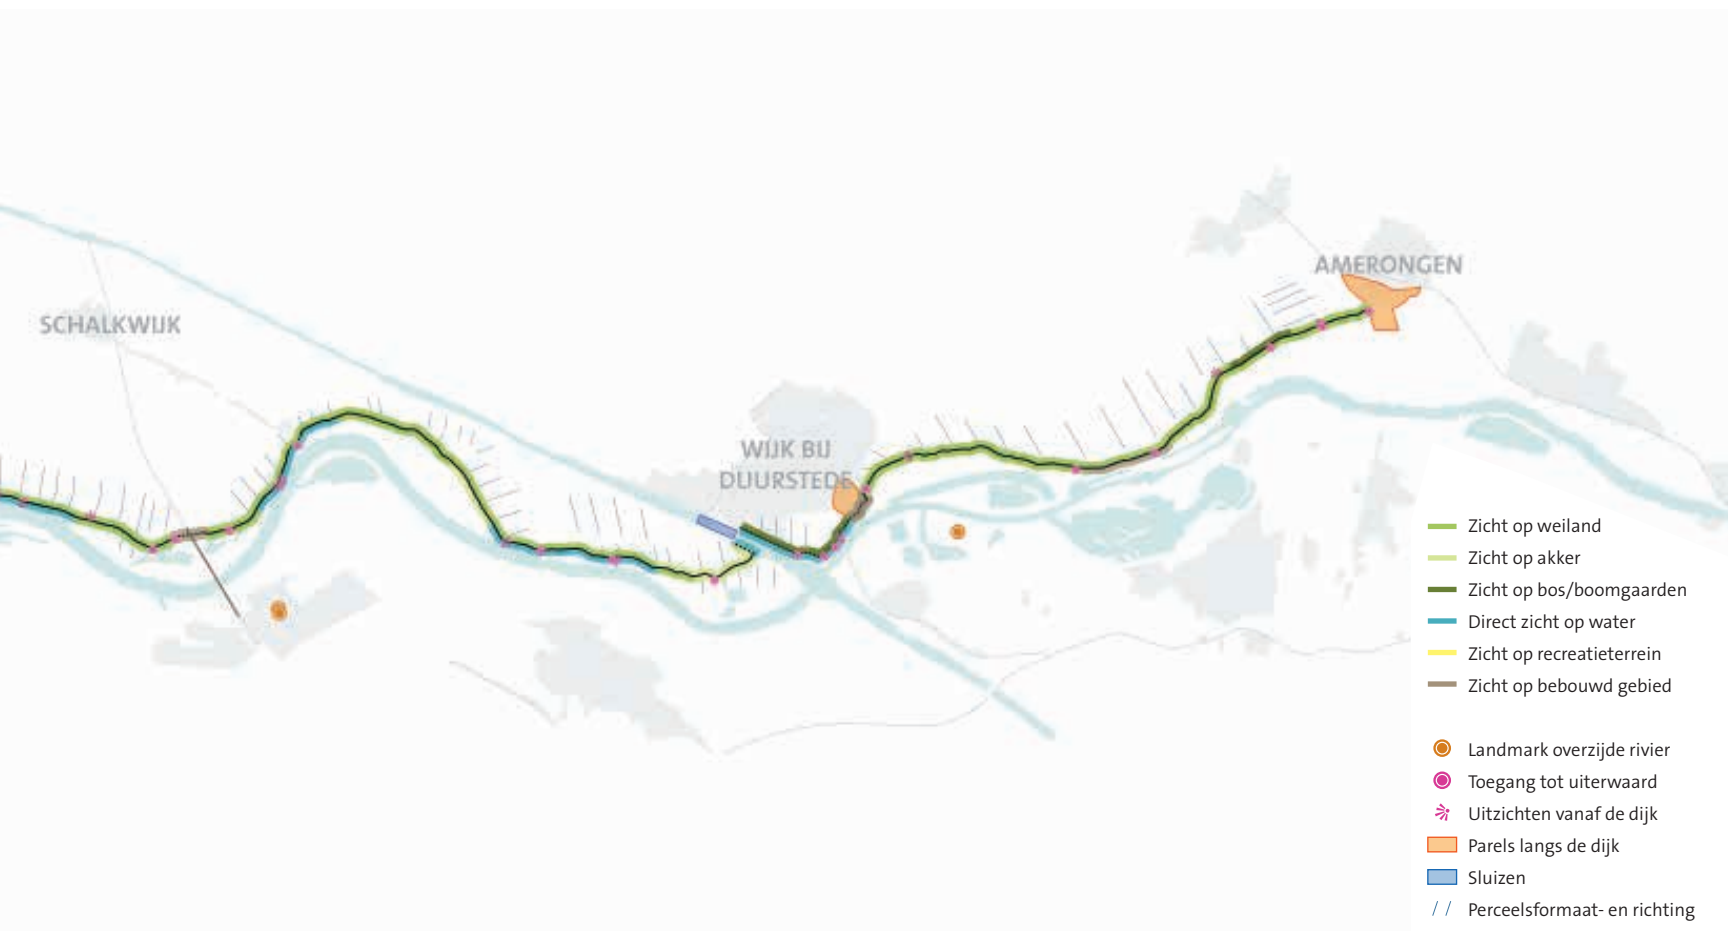 AMERONGEN
SCHALKWIJK
WIJK BIJ
DUURSTEDE
Zicht op weiland
Zicht op akker
Zicht op bos/boomgaarden
Direct zicht op water
Zicht op recreatieterrein
Zicht op bebouwd gebied
Landmark overzijde rivier
Toegang tot uiterwaard
Uitzichten vanaf de dijk
Parels langs de dijk
Sluizen
Perceelsformaat- en richting